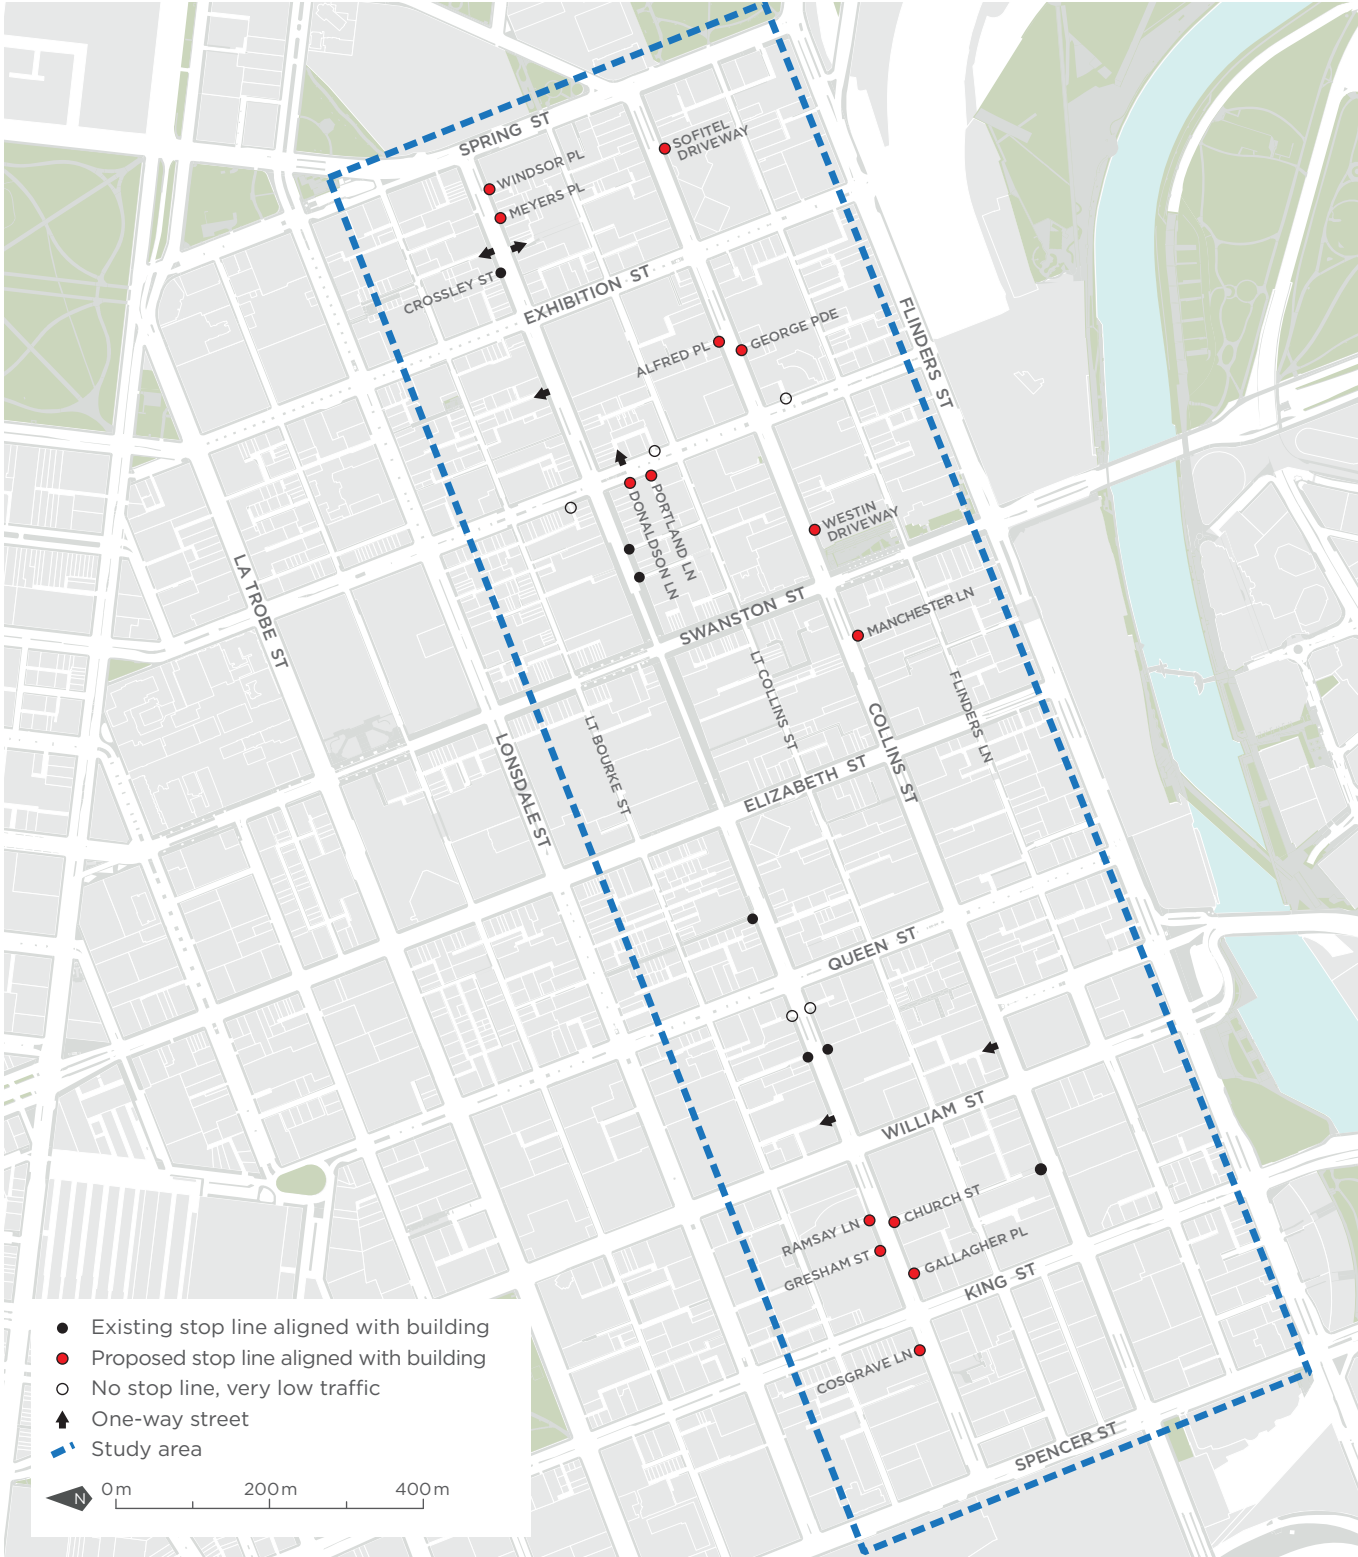 SPRING ST
SOFITEL
DRIVEWAY
WINDSOR PL
MEYERS PL
CROSSLEY ST
EXHIBITION ST
FLINDERS ST
ALFRED PL
GEORGE PDE
PORTLAND LN
DONALDSON LN
WESTIN
DRIVEWAY
LA TROBE ST
SWANSTON ST
MANCHESTER LN
LT COLLINS ST
FLINDERS LN
COLLINS ST
LT BOURKE ST
LONSDALE ST
ELIZABETH ST
QUEEN ST
WILLIAM ST
RAMSAY LN
CHURCH ST
GRESHAM ST
GALLAGHER PL
KING ST
COSGRAVE LN
SPENCER ST
Existing stop line aligned with building
Proposed stop line aligned with building
No stop line, very low traffic
One-way street
Study area
N
0m 200m 400m